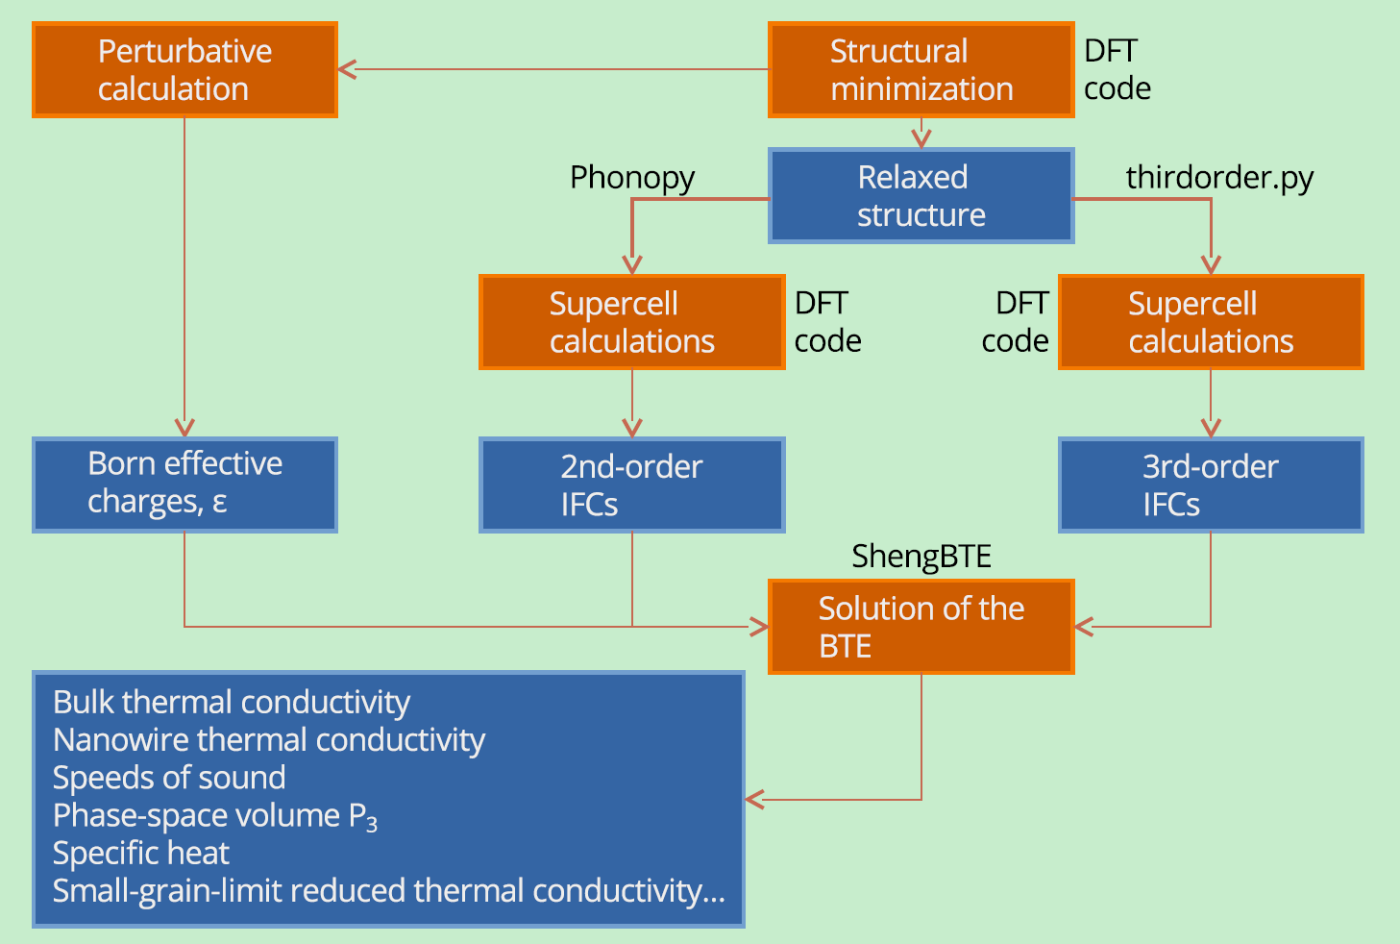 Perturbative
calculation
Structural
minimization
DFT
code
Phonopy
Relaxed
structure
thirdorder.py
Supercell
calculations
DFT
code
DFT
code
Supercell
calculations
Born effective
charges, ε
2nd-order
IFCs
3rd-order
IFCs
ShengBTE
Solution of the
BTE
Bulk thermal conductivity
Nanowire thermal conductivity
Speeds of sound
Phase-space volume P₃
Specific heat
Small-grain-limit reduced thermal conductivity...